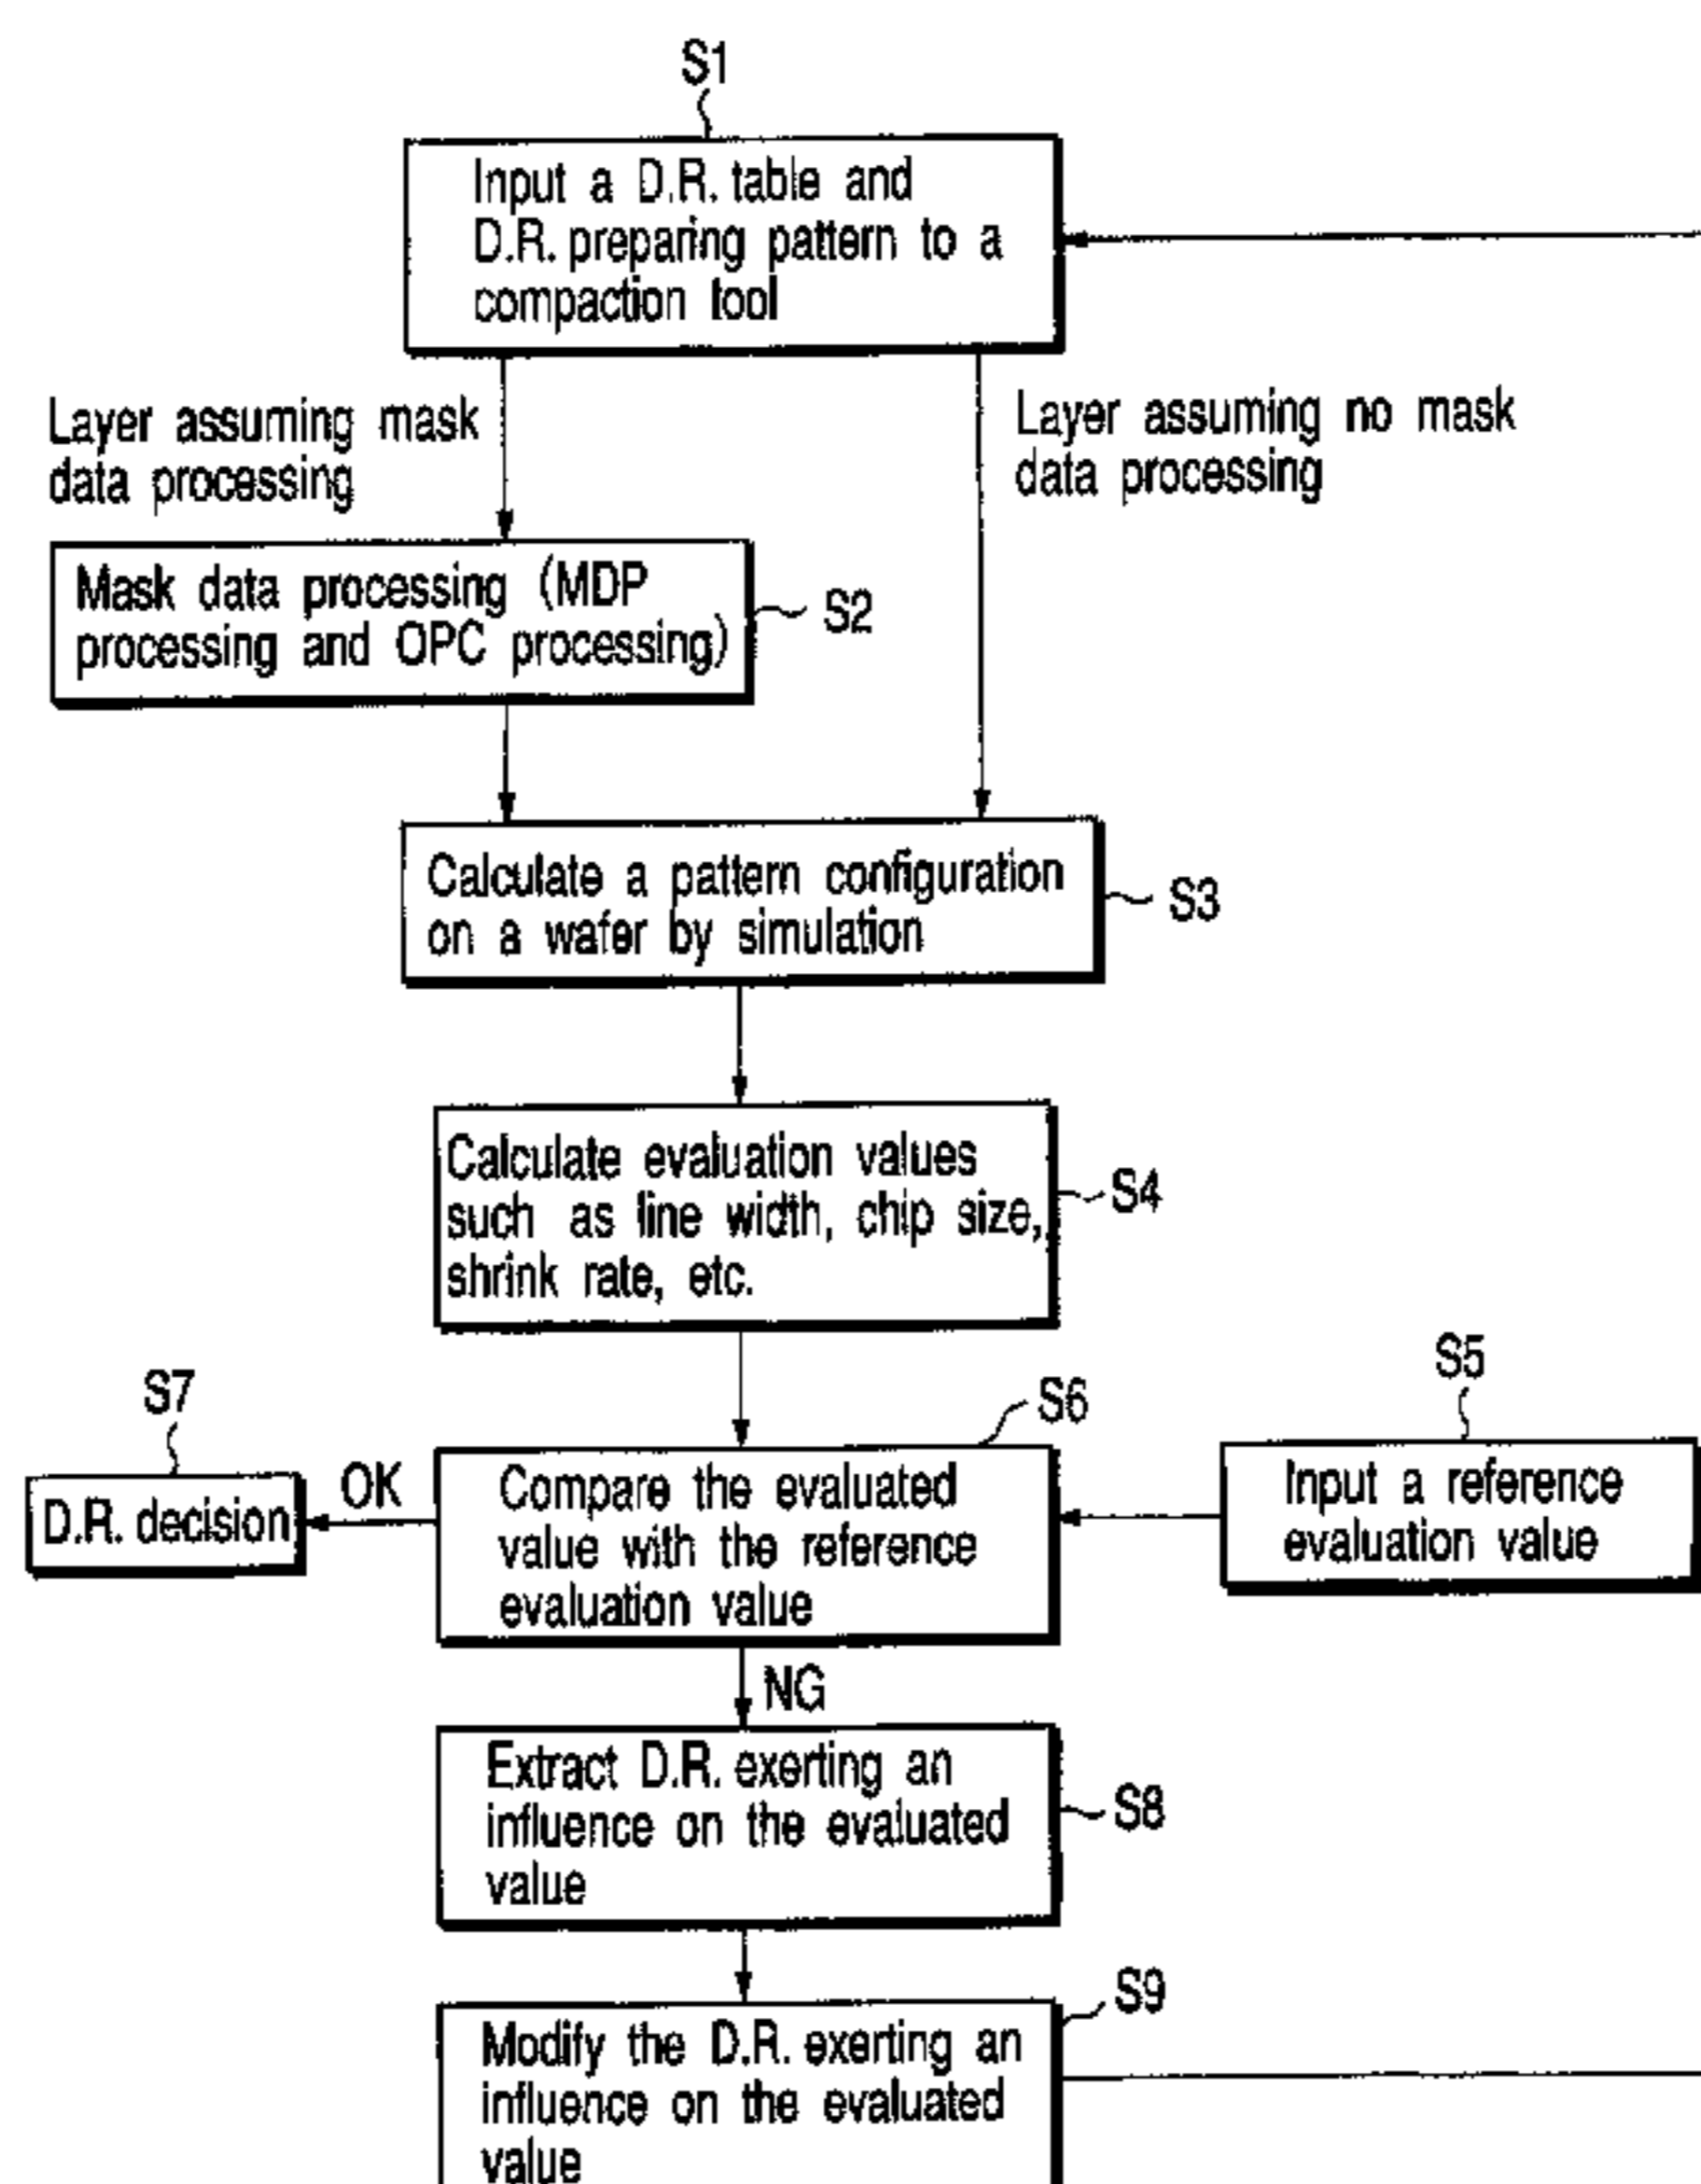 S1
Input a D.R. table and
D.R. preparing pattern to a
compaction tool
Layer assuming mask
data processing
Layer assuming no mask
data processing
Mask data processing (MDP
processing and OPC processing)
S2
Calculate a pattern configuration
on a wafer by simulation
S3
Calculate evaluation values
such as line width, chip size,
shrink rate, etc.
S4
S5
Input a reference
evaluation value
S6
Compare the evaluated
value with the reference
evaluation value
S7
OK
D.R. decision
NG
Extract D.R. exerting an
influence on the evaluated
value
S8
S9
Modify the D.R. exerting an
influence on the evaluated
value